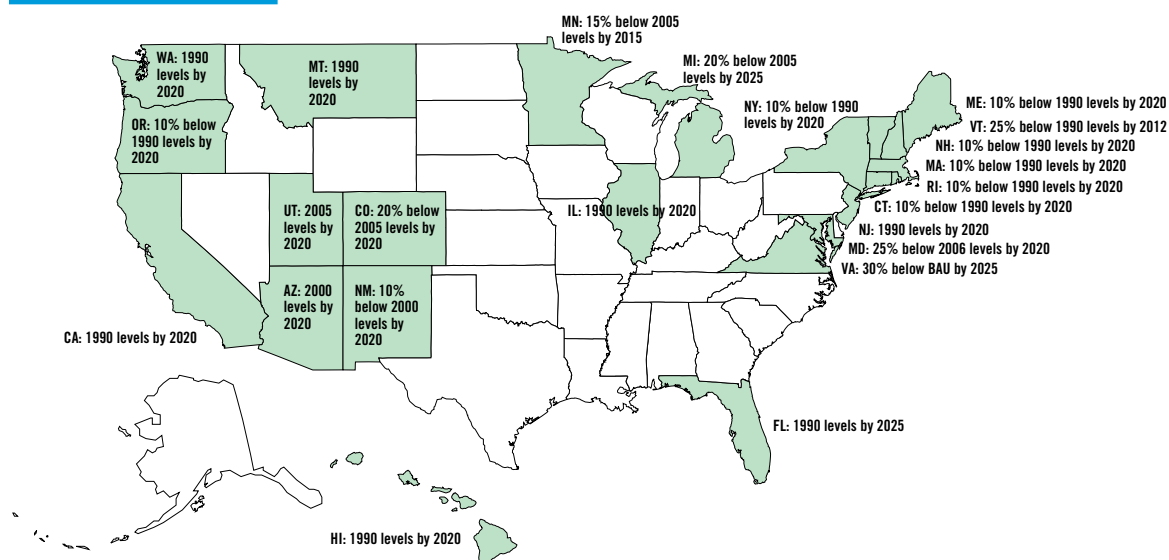 MN: 15% below 2005
levels by 2015
WA: 1990
levels by
2020
MT: 1990
levels by
2020
MI: 20% below 2005
levels by 2025
NY: 10% below 1990
levels by 2020
ME: 10% below 1990 levels by 2020
OR: 10% below
1990 levels by
2020
VT: 25% below 1990 levels by 2012
NH: 10% below 1990 levels by 2020
MA: 10% below 1990 levels by 2020
RI: 10% below 1990 levels by 2020
CT: 10% below 1990 levels by 2020
UT: 2005
levels by
2020
CO: 20% below
2005 levels by
2020
IL: 1990 levels by 2020
NJ: 1990 levels by 2020
MD: 25% below 2006 levels by 2020
VA: 30% below BAU by 2025
AZ: 2000
levels by
2020
NM: 10%
below 2000
levels by
2020
CA: 1990 levels by 2020
FL: 1990 levels by 2025
HI: 1990 levels by 2020